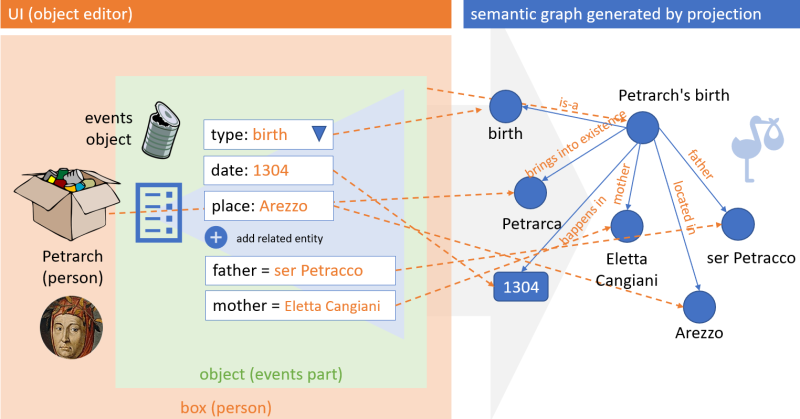 UI (object editor)
semantic graph generated by projection
events
object
type: birth
date: 1304
place: Arezzo
add related entity
father = ser Petracco
mother = Eletta Cangiani
Petrarch
(person)
object (events part)
box (person)
Petrarch's birth
is-a
birth
brings into existence
father
mother
located in
happens in
Petrarca
Eletta
Cangiani
ser Petracco
1304
Arezzo